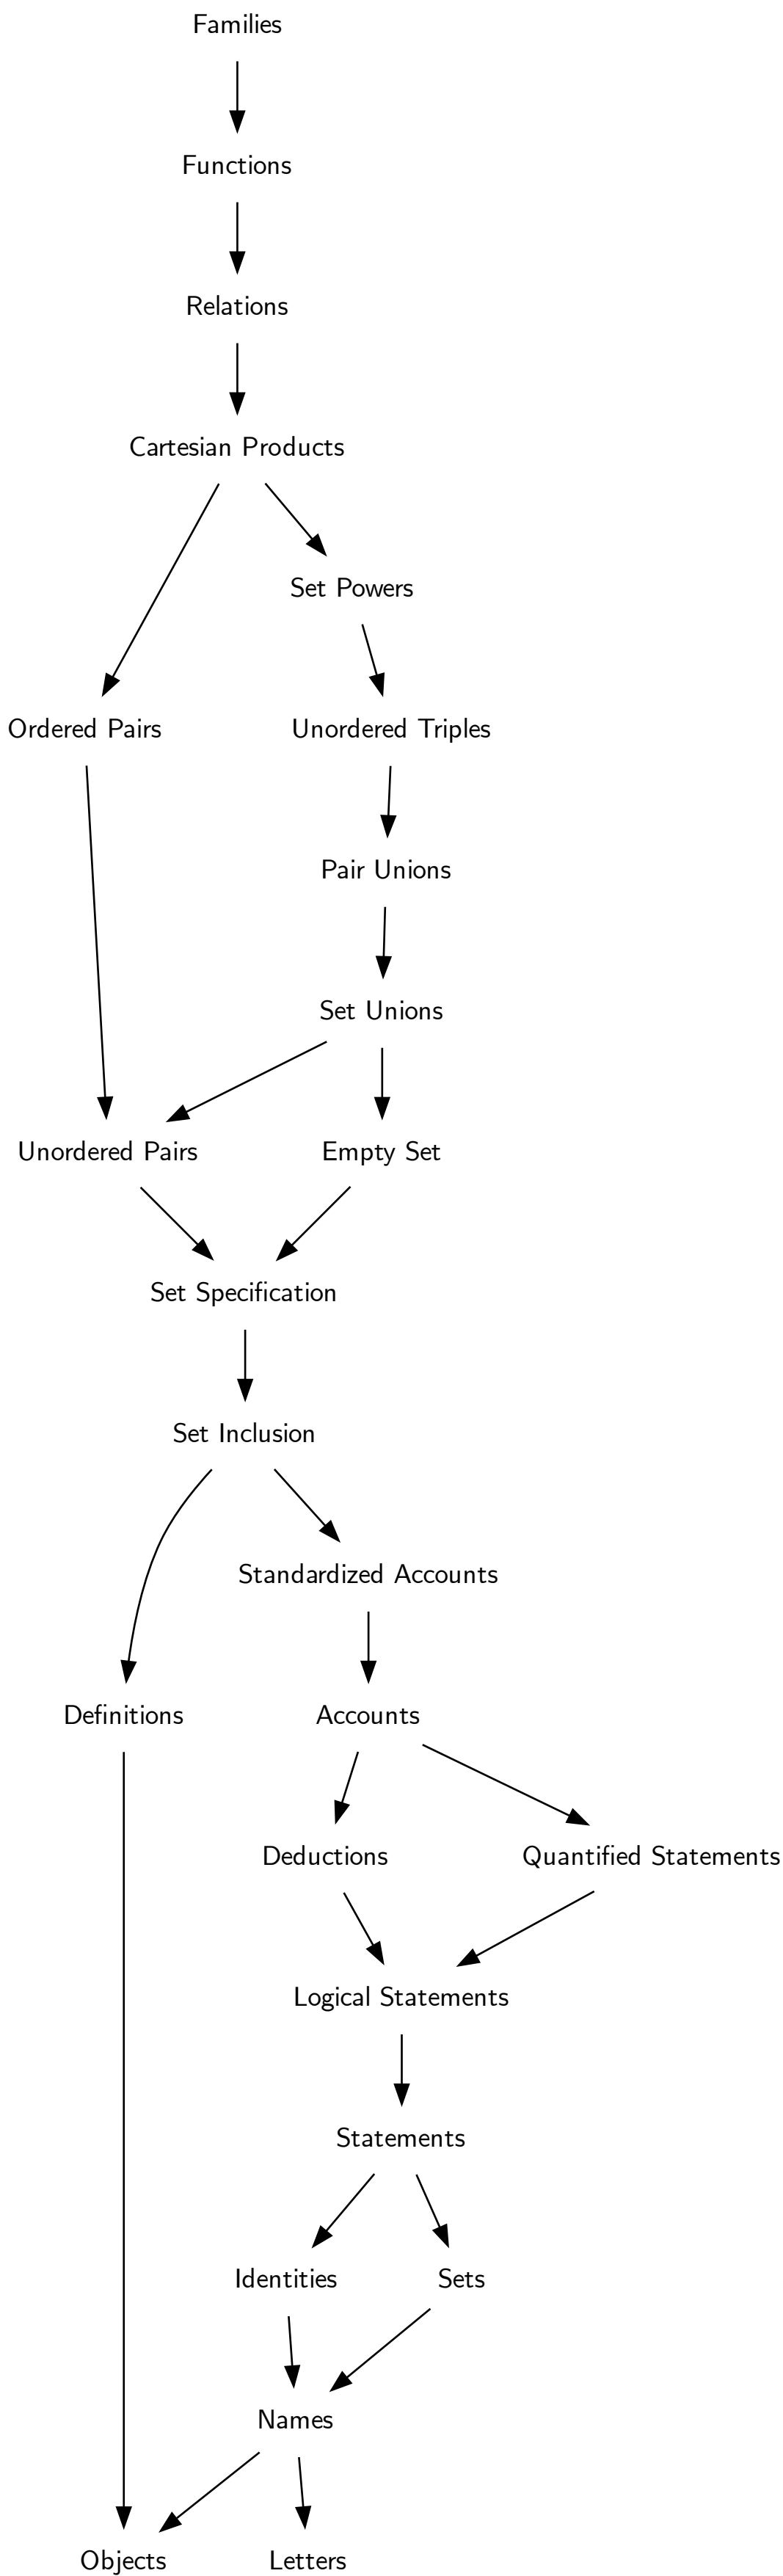 Families
Functions
Relations
Cartesian Products
Set Powers
Ordered Pairs
Unordered Triples
Pair Unions
Set Unions
Unordered Pairs
Empty Set
Set Specification
Set Inclusion
Standardized Accounts
Definitions
Accounts
Deductions
Quantified Statements
Logical Statements
Statements
Identities
Sets
Names
Objects
Letters